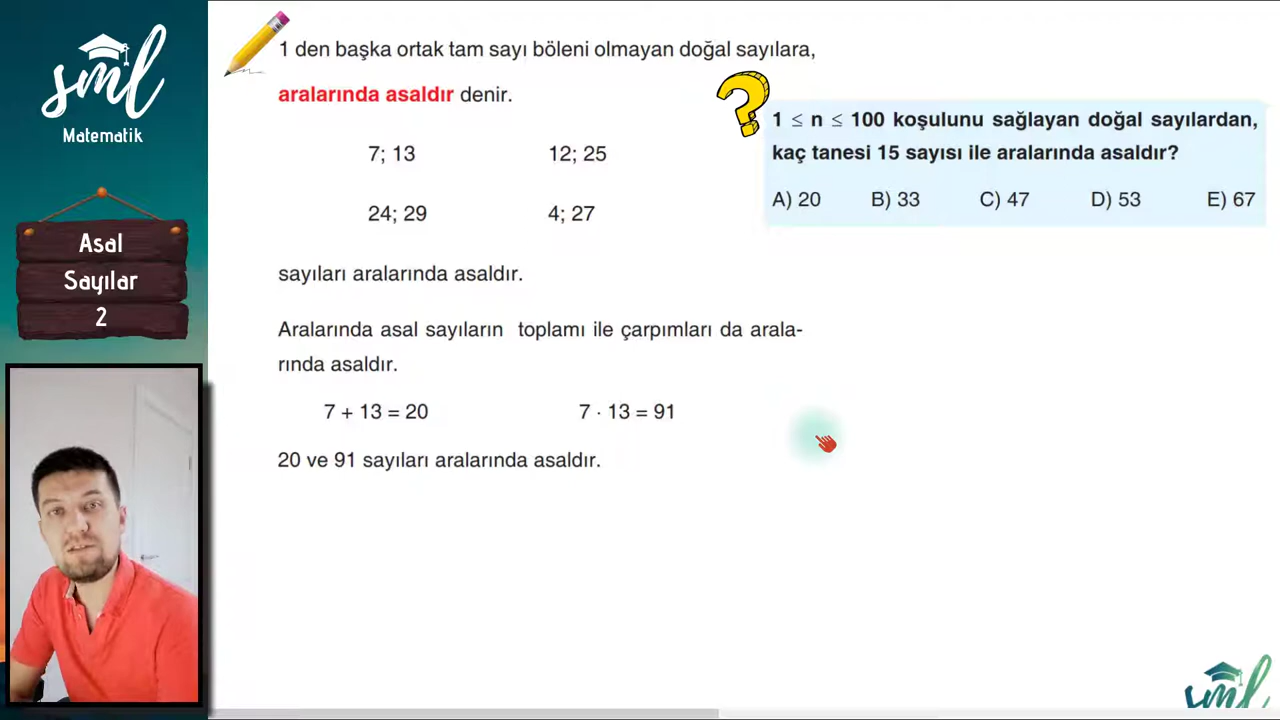 sml
Matematik
Asal
Sayılar
2
1 den başka ortak tam sayı böleni olmayan doğal sayılara,
aralarında asaldır denir.
7; 13 12; 25
24; 29 4; 27
sayıları aralarında asaldır.
Aralarında asal sayıların toplamı ile çarpımları da arala-
rında asaldır.
7 + 13 = 20 7 · 13 = 91
20 ve 91 sayıları aralarında asaldır.
1 ≤ n ≤ 100 koşulunu sağlayan doğal sayılardan,
kaç tanesi 15 sayısı ile aralarında asaldır?
A) 20 B) 33 C) 47 D) 53 E) 67
sml